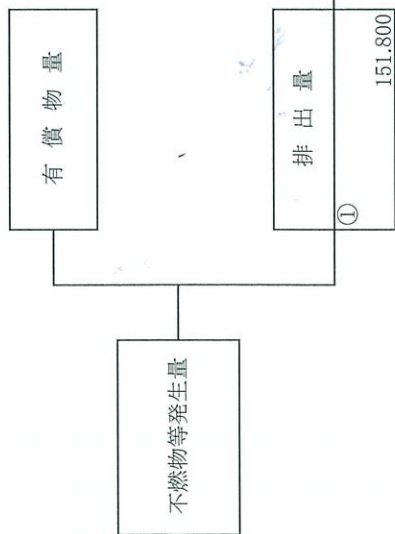 有償物量
不燃物等発生量
排出量
①
151.800